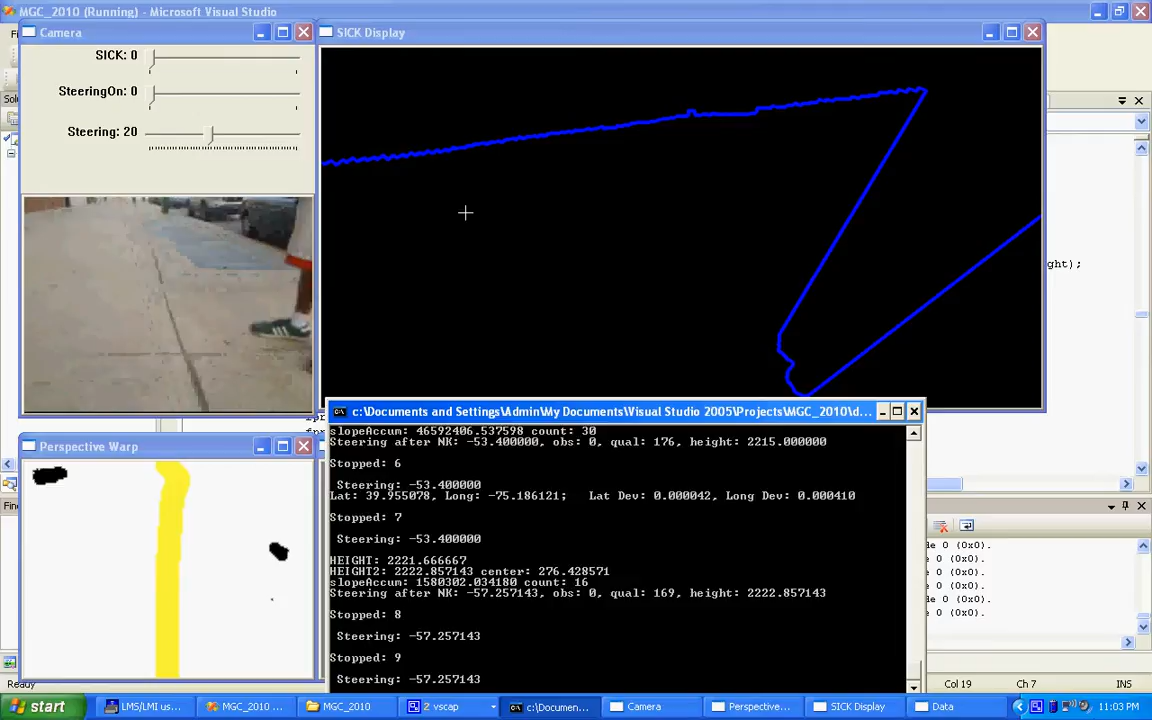 MGC_2010 (Running) - Microsoft Visual Studio
Camera
SICK: 0
SteeringOn: 0
Steering: 20
SICK Display
ght);
Perspective Warp
c:\Documents and Settings\Admin\My Documents\Visual Studio 2005\Projects\MGC_2010\d...
slopeAccum: 46592406.537598 count: 30
Steering after NK: -53.400000, obs: 0, qual: 176, height: 2215.000000
Stopped: 6
Steering: -53.400000
Lat: 39.955078, Long: -75.186121; Lat Dev: 0.000042, Long Dev: 0.000410
Stopped: 7
Steering: -53.400000
HEIGHT: 2221.666667
HEIGHT2: 2222.857143 center: 276.428571
slopeAccum: 1580302.034180 count: 16
Steering after NK: -57.257143, obs: 0, qual: 169, height: 2222.857143
Stopped: 8
Steering: -57.257143
Stopped: 9
Steering: -57.257143
de 0 (0x0).
de 0 (0x0).
de 0 (0x0).
de 0 (0x0).
de 0 (0x0).
de 0 (0x0).
Ready
Col 19
Ch 7
INS
start
LMS/LMI us...
MGC_2010 ...
MGC_2010
2 vscap
c:\Documen...
Camera
Perspective...
SICK Display
Data
11:03 PM